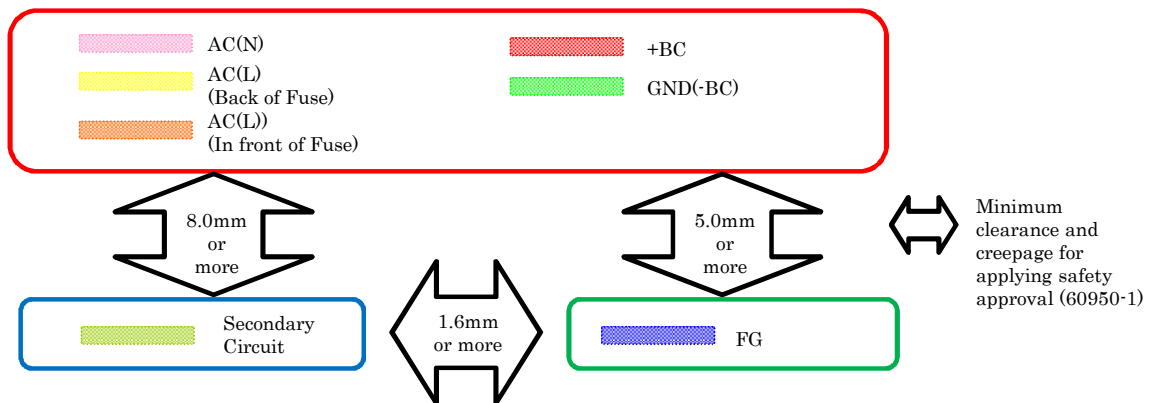 AC(N)
AC(L)
(Back of Fuse)
AC(L))
(In front of Fuse)
+BC
GND(-BC)
8.0mm
or
more
5.0mm
or
more
Minimum
clearance and
creepage for
applying safety
approval (60950-1)
Secondary
Circuit
1.6mm
or more
FG